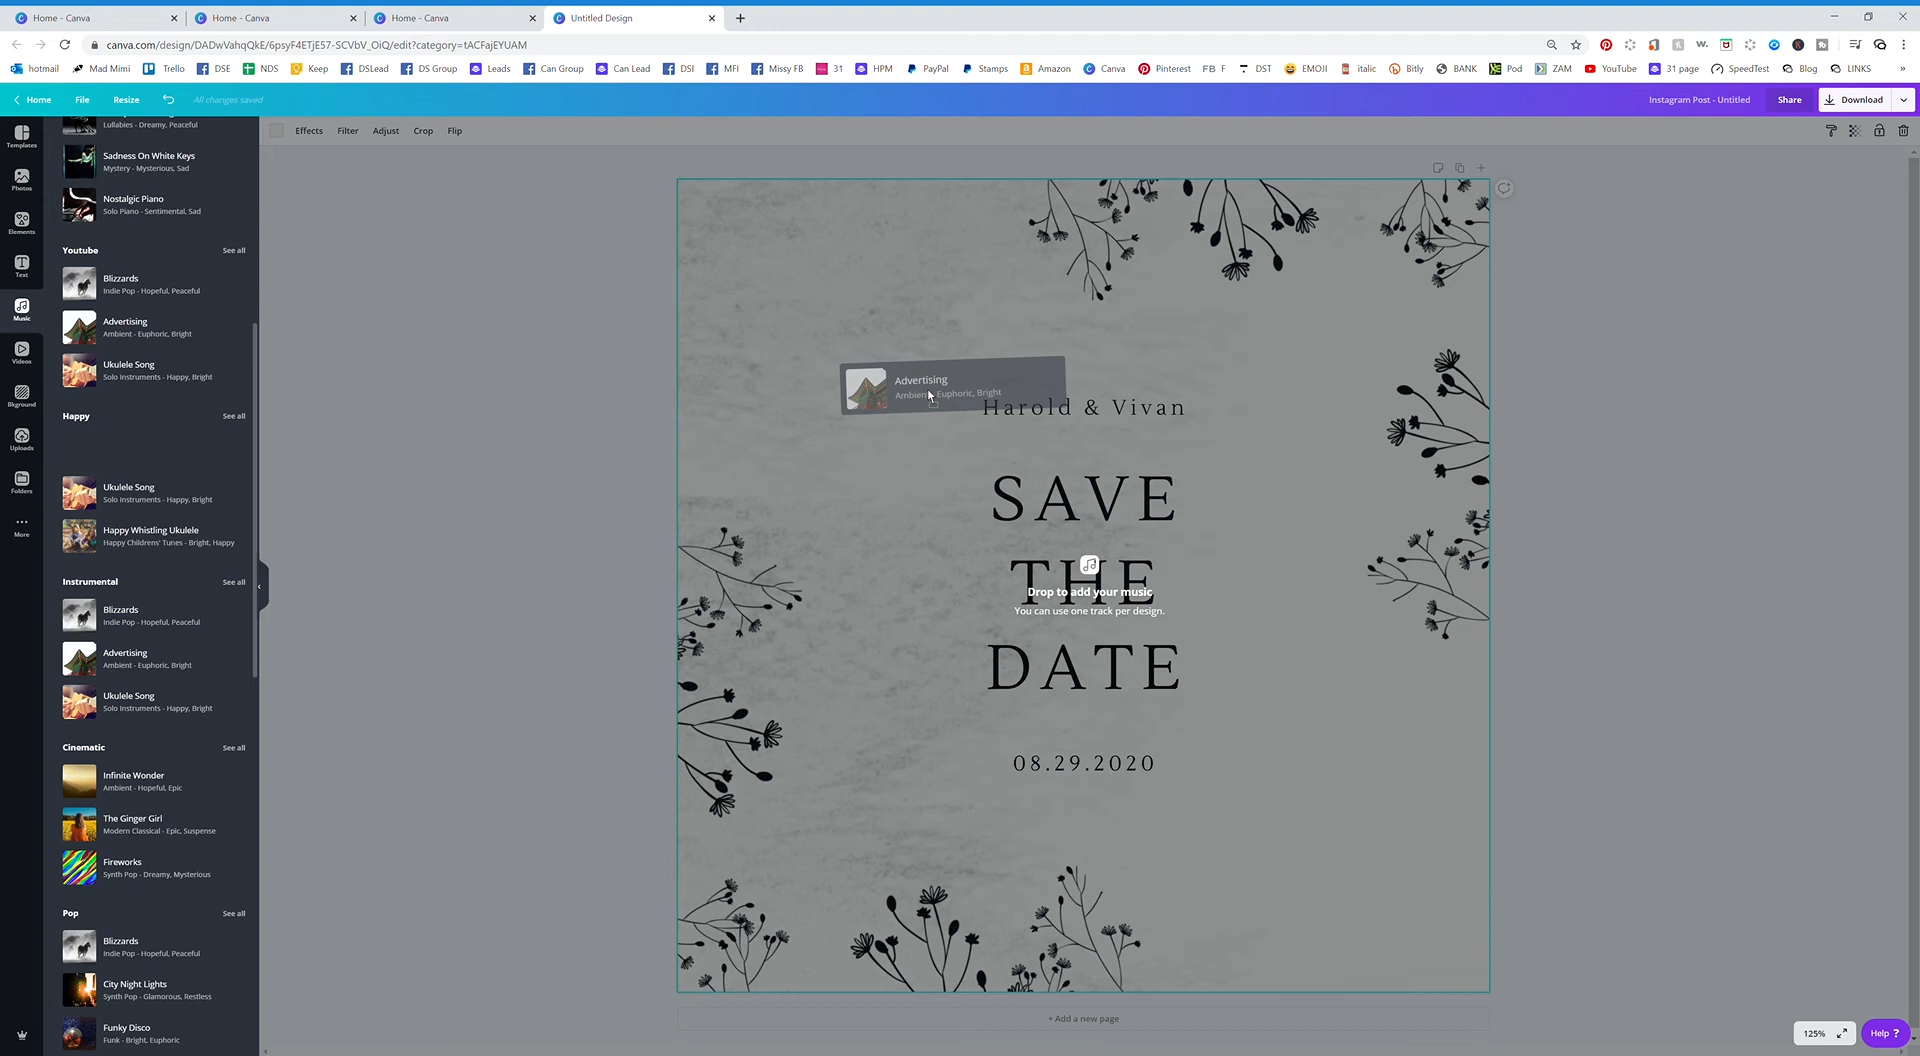 Home - Canva
Home - Canva
Home - Canva
Untitled Design
canva.com/design/DADwVahqQkE/6psyF4ETjE57-SCVbV_OiQ/edit?category=tACFajEYUAM
hotmail
Mad Mimi
Trello
DSE
NDS
Keep
DSLead
DS Group
Leads
Can Group
Can Lead
DSI
MFI
Missy FB
31
HPM
PayPal
Stamps
Amazon
Canva
Pinterest
FB F
DST
EMOJI
italic
Bitly
BANK
Pod
ZAM
YouTube
31 page
SpeedTest
Blog
LINKS
Home
File
Resize
All changes saved
Instagram Post - Untitled
Share
Download
Effects
Filter
Adjust
Crop
Flip
Templates
Photos
Elements
Text
Music
Videos
Bkground
Uploads
Folders
More
Lullabies - Dreamy, Peaceful
Sadness On White Keys
Mystery - Mysterious, Sad
Nostalgic Piano
Solo Piano - Sentimental, Sad
Youtube
See all
Blizzards
Indie Pop - Hopeful, Peaceful
Advertising
Ambient - Euphoric, Bright
Ukulele Song
Solo Instruments - Happy, Bright
Happy
See all
Ukulele Song
Solo Instruments - Happy, Bright
Happy Whistling Ukulele
Happy Childrens' Tunes - Bright, Happy
Instrumental
See all
Blizzards
Indie Pop - Hopeful, Peaceful
Advertising
Ambient - Euphoric, Bright
Ukulele Song
Solo Instruments - Happy, Bright
Cinematic
See all
Infinite Wonder
Ambient - Hopeful, Epic
The Ginger Girl
Modern Classical - Epic, Suspense
Fireworks
Synth Pop - Dreamy, Mysterious
Pop
See all
Blizzards
Indie Pop - Hopeful, Peaceful
City Night Lights
Synth Pop - Glamorous, Restless
Funky Disco
Funk - Bright, Euphoric
Advertising
Euphoric, Bright
Harold & Vivan
SAVE
THE
Drop to add your music
You can use one track per design.
DATE
08.29.2020
+ Add a new page
125%
Help ?